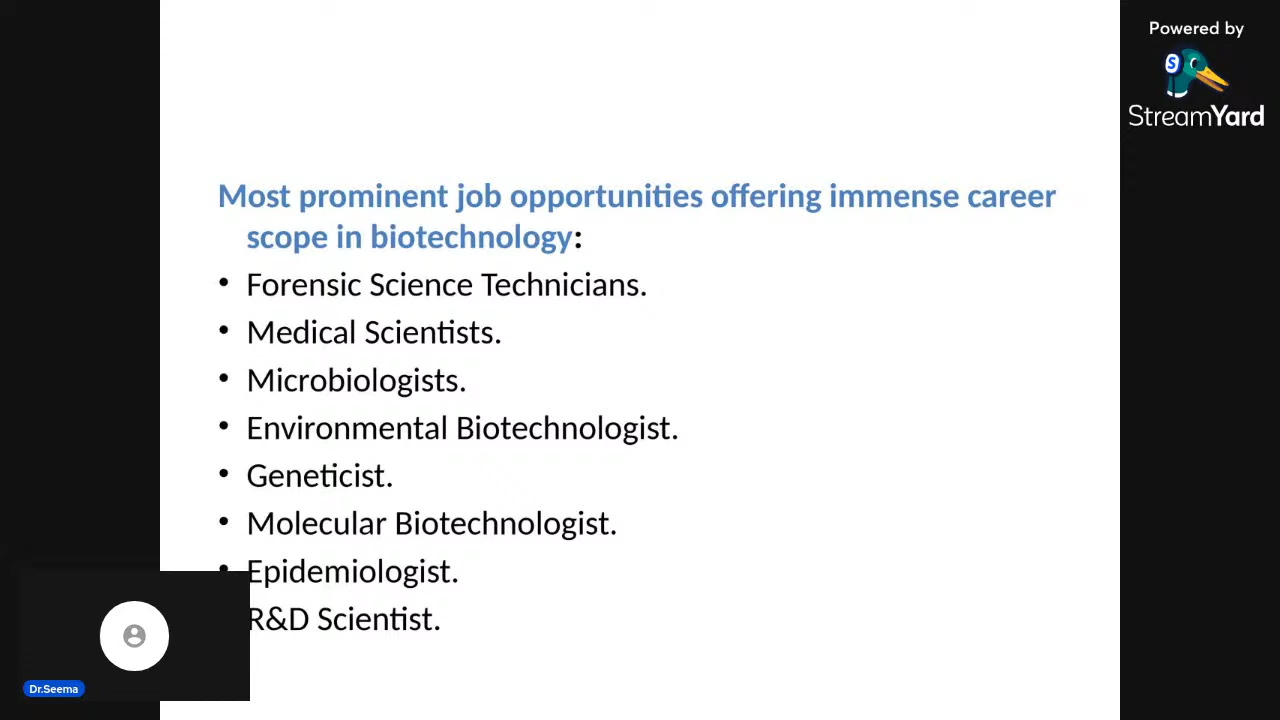 Powered by
StreamYard
Most prominent job opportunities offering immense career
scope in biotechnology:
• Forensic Science Technicians.
• Medical Scientists.
• Microbiologists.
• Environmental Biotechnologist.
• Geneticist.
• Molecular Biotechnologist.
• Epidemiologist.
R&D Scientist.
Dr.Seema